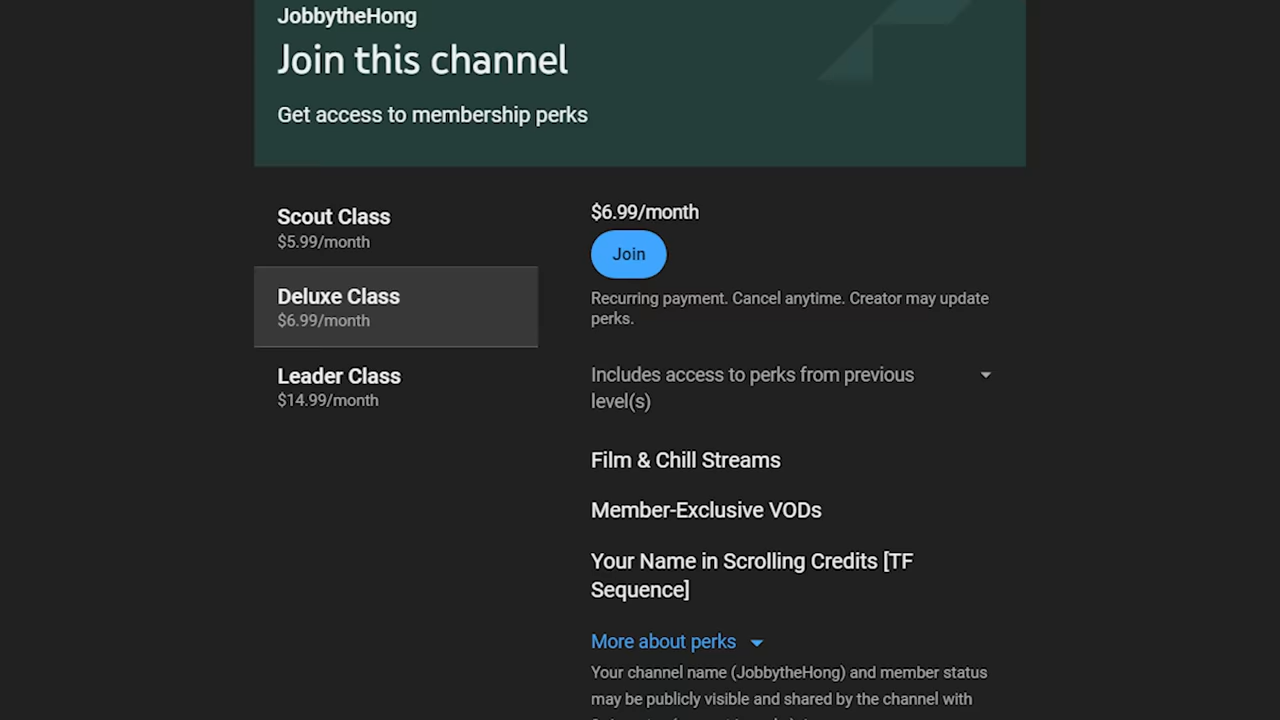 JobbytheHong
Join this channel
Get access to membership perks
Scout Class
$5.99/month
Deluxe Class
$6.99/month
Leader Class
$14.99/month
$6.99/month
Join
Recurring payment. Cancel anytime. Creator may update
perks.
Includes access to perks from previous
level(s)
Film & Chill Streams
Member-Exclusive VODs
Your Name in Scrolling Credits [TF
Sequence]
More about perks
Your channel name (JobbytheHong) and member status
may be publicly visible and shared by the channel with